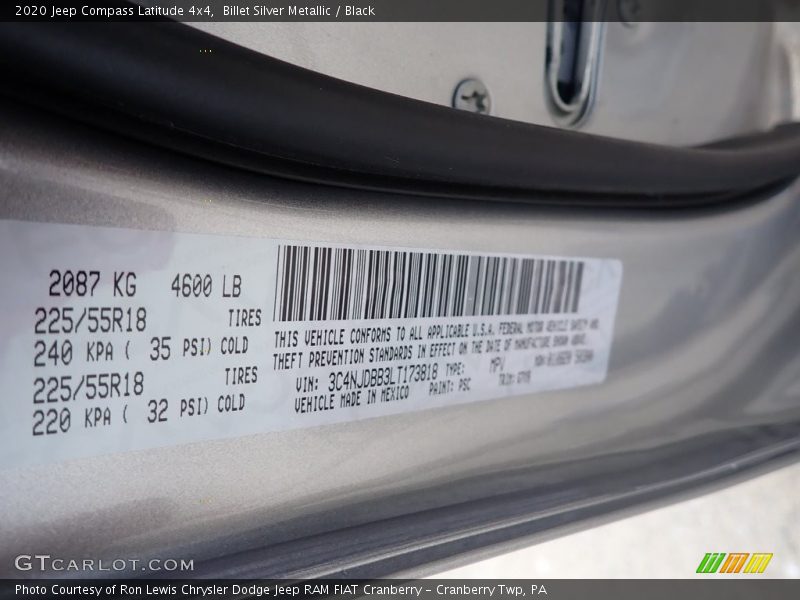 2020 Jeep Compass Latitude 4x4, Billet Silver Metallic / Black
2087 KG 4600 LB
225/55R18 TIRES
240 KPA ( 35 PSI) COLD
225/55R18 TIRES
220 KPA ( 32 PSI) COLD
THIS VEHICLE CONFORMS TO ALL APPLICABLE U.S.A. FEDERAL MOTOR VEHICLE SAFETY AND
THEFT PREVENTION STANDARDS IN EFFECT ON THE DATE OF MANUFACTURE SHOWN ABOVE.
VIN: 3C4NJDBB3LT173818 TYPE: MPV
VEHICLE MADE IN MEXICO PAINT: PSC TRIM:
GTCARLOT.COM
Photo Courtesy of Ron Lewis Chrysler Dodge Jeep RAM FIAT Cranberry – Cranberry Twp, PA